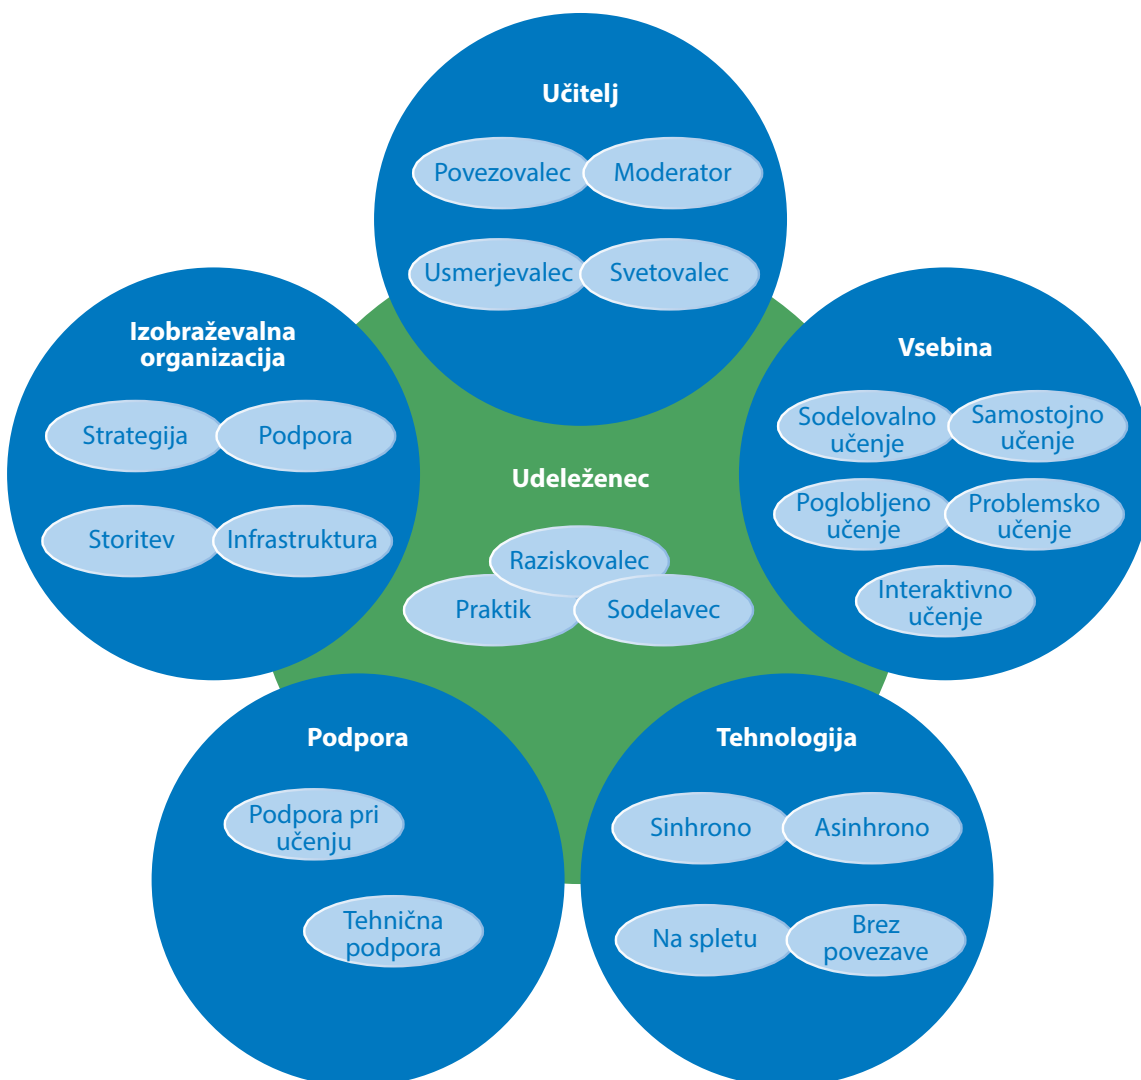 Učitelj
Povezovalec
Moderator
Usmerjevalec
Svetovalec
Izobraževalna
organizacija
Strategija
Podpora
Storitev
Infrastruktura
Vsebina
Sodelovalno
učenje
Samostojno
učenje
Poglobljeno
učenje
Problemsko
učenje
Interaktivno
učenje
Udeleženec
Raziskovalec
Praktik
Sodelavec
Podpora
Podpora pri
učenju
Tehnična
podpora
Tehnologija
Sinhrono
Asinhrono
Na spletu
Brez
povezave